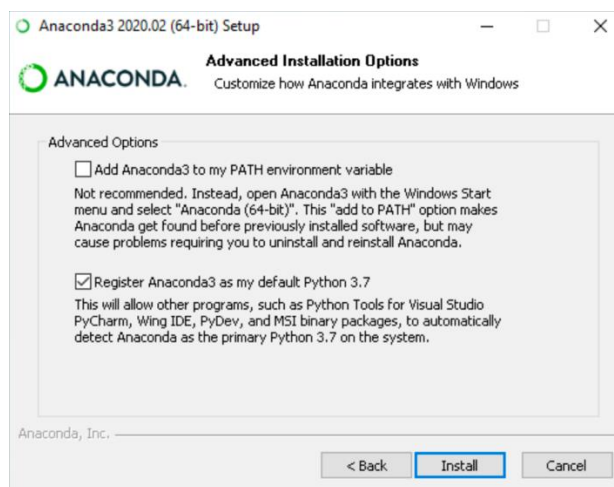 Anaconda3 2020.02 (64-bit) Setup
ANACONDA.
Advanced Installation Options
Customize how Anaconda integrates with Windows
Advanced Options
Add Anaconda3 to my PATH environment variable
Not recommended. Instead, open Anaconda3 with the Windows Start
menu and select "Anaconda (64-bit)". This "add to PATH" option makes
Anaconda get found before previously installed software, but may
cause problems requiring you to uninstall and reinstall Anaconda.
Register Anaconda3 as my default Python 3.7
This will allow other programs, such as Python Tools for Visual Studio
PyCharm, Wing IDE, PyDev, and MSI binary packages, to automatically
detect Anaconda as the primary Python 3.7 on the system.
Anaconda, Inc.
< Back Install Cancel